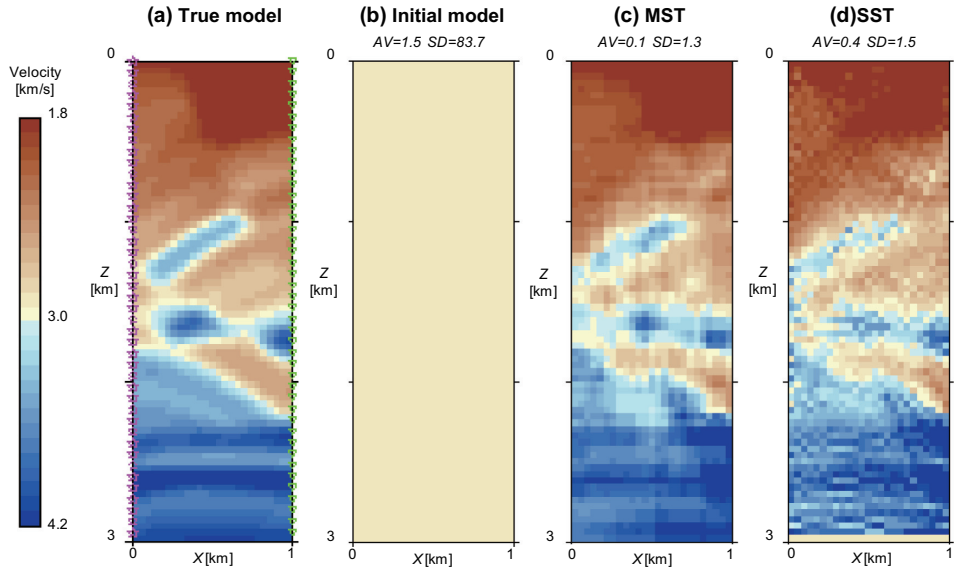 (a) True model
(b) Initial model
(c) MST
(d)SST
AV=1.5 SD=83.7
AV=0.1 SD=1.3
AV=0.4 SD=1.5
Velocity
[km/s]
1.8
3.0
4.2
0
Z
[km]
3
0
1
X[km]
0
Z
[km]
3
0
1
X[km]
0
Z
[km]
3
0
1
X[km]
0
Z
[km]
3
0
1
X[km]